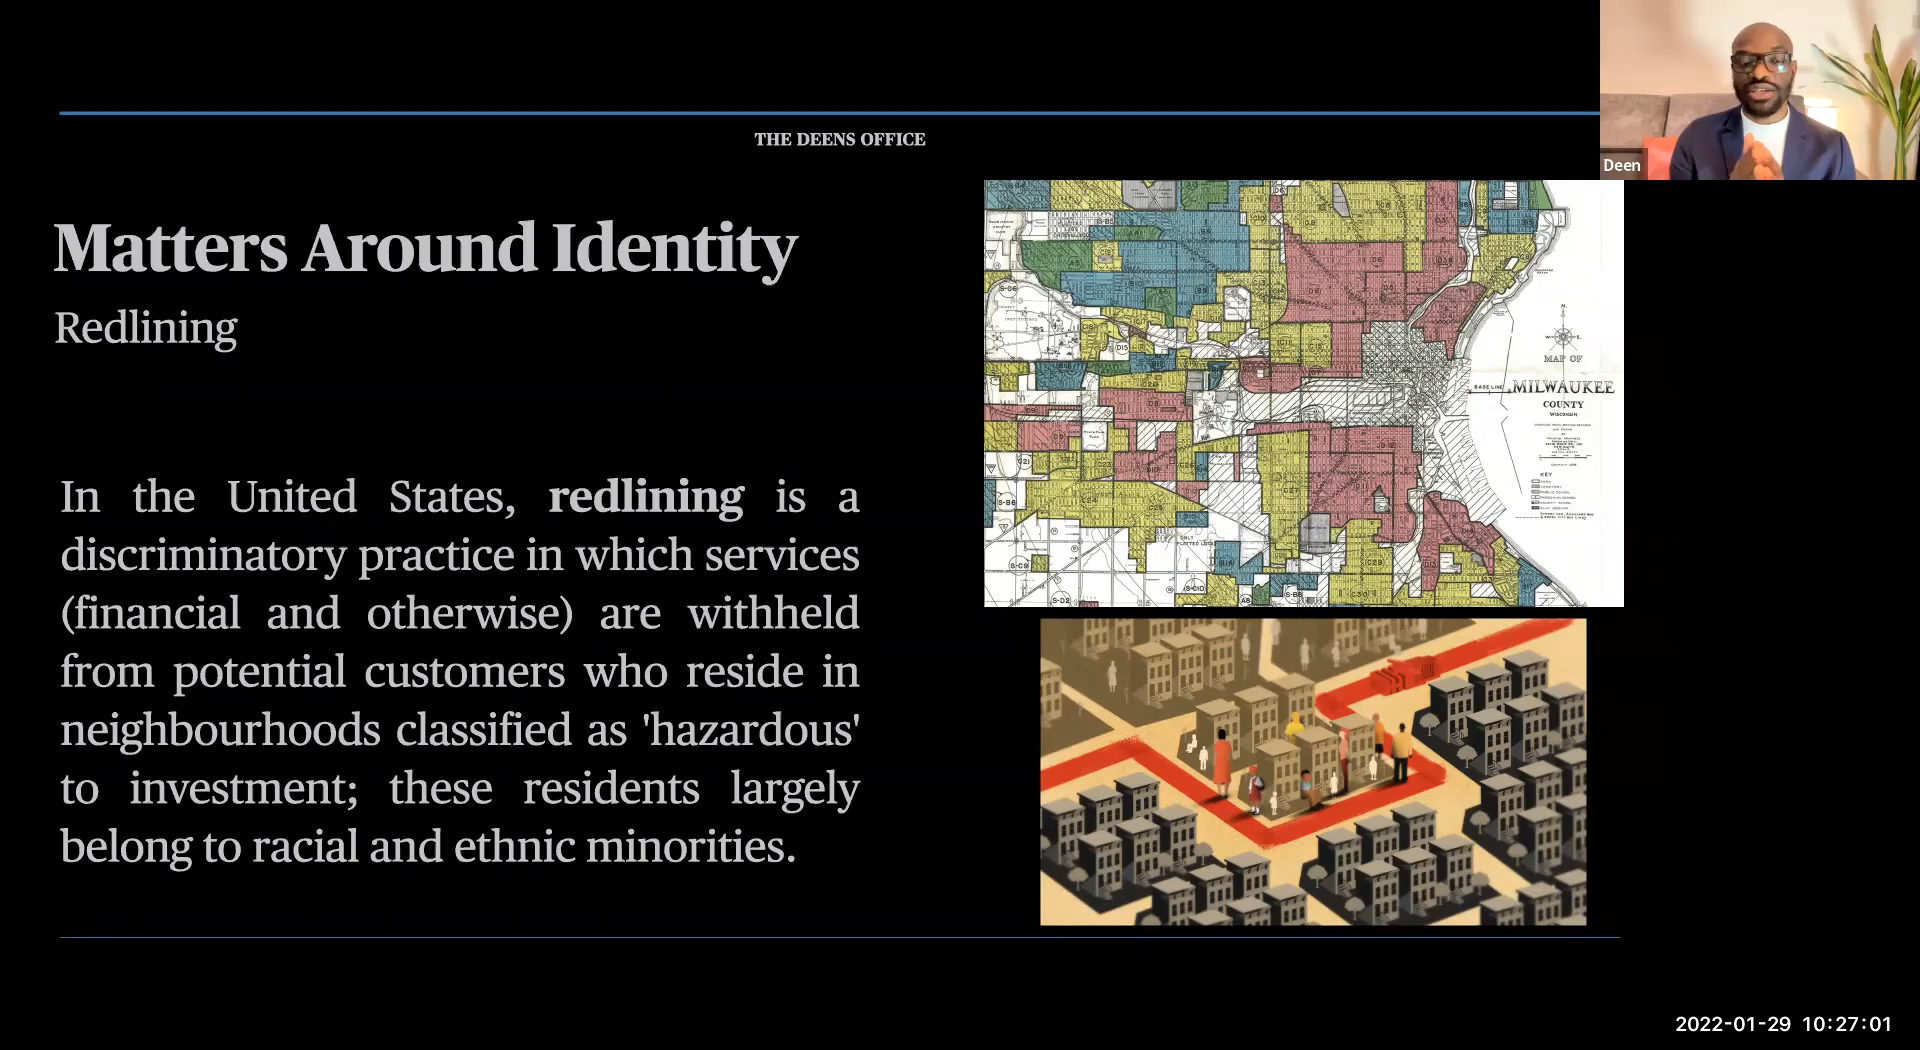 THE DEENS OFFICE
Deen
Matters Around Identity
Redlining
In the United States, redlining is a
discriminatory practice in which services
(financial and otherwise) are withheld
from potential customers who reside in
neighbourhoods classified as 'hazardous'
to investment; these residents largely
belong to racial and ethnic minorities.
MAP OF
MILWAUKEE
COUNTY
WISCONSIN
BASE LINE
KEY
2022-01-29 10:27:01